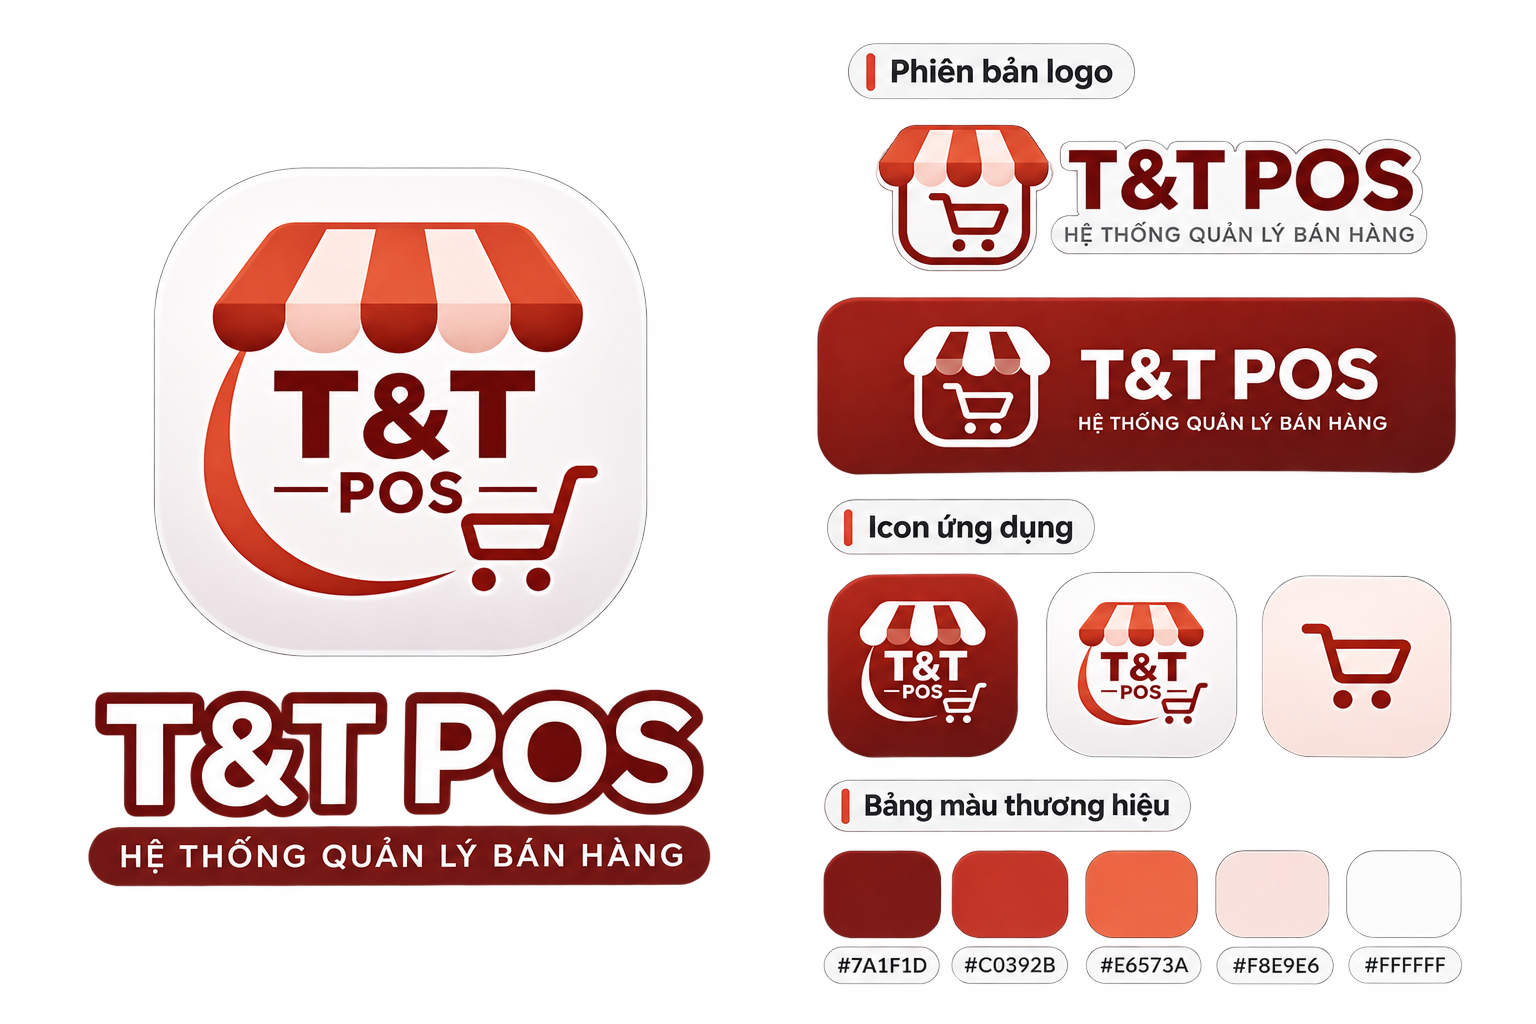 T&T
POS
T&T POS
HỆ THỐNG QUẢN LÝ BÁN HÀNG
Phiên bản logo
T&T POS
HỆ THỐNG QUẢN LÝ BÁN HÀNG
T&T POS
HỆ THỐNG QUẢN LÝ BÁN HÀNG
Icon ứng dụng
T&T
POS
T&T
POS
Bảng màu thương hiệu
#7A1F1D
#C0392B
#E6573A
#F8E9E6
#FFFFFF